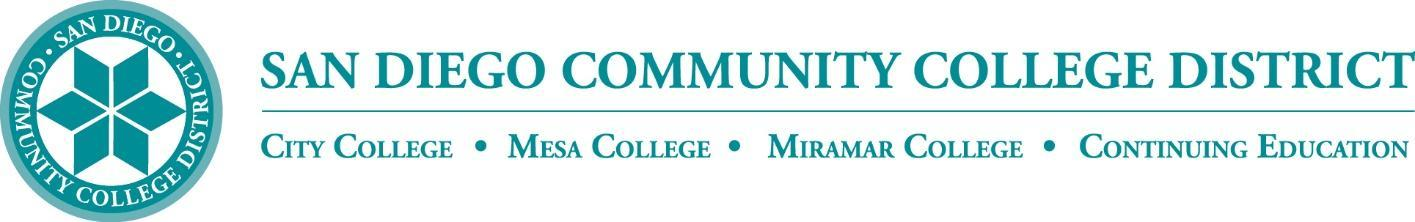 • SAN DIEGO •
COMMUNITY COLLEGE DISTRICT
SAN DIEGO COMMUNITY COLLEGE DISTRICT
CITY COLLEGE • MESA COLLEGE • MIRAMAR COLLEGE • CONTINUING EDUCATION